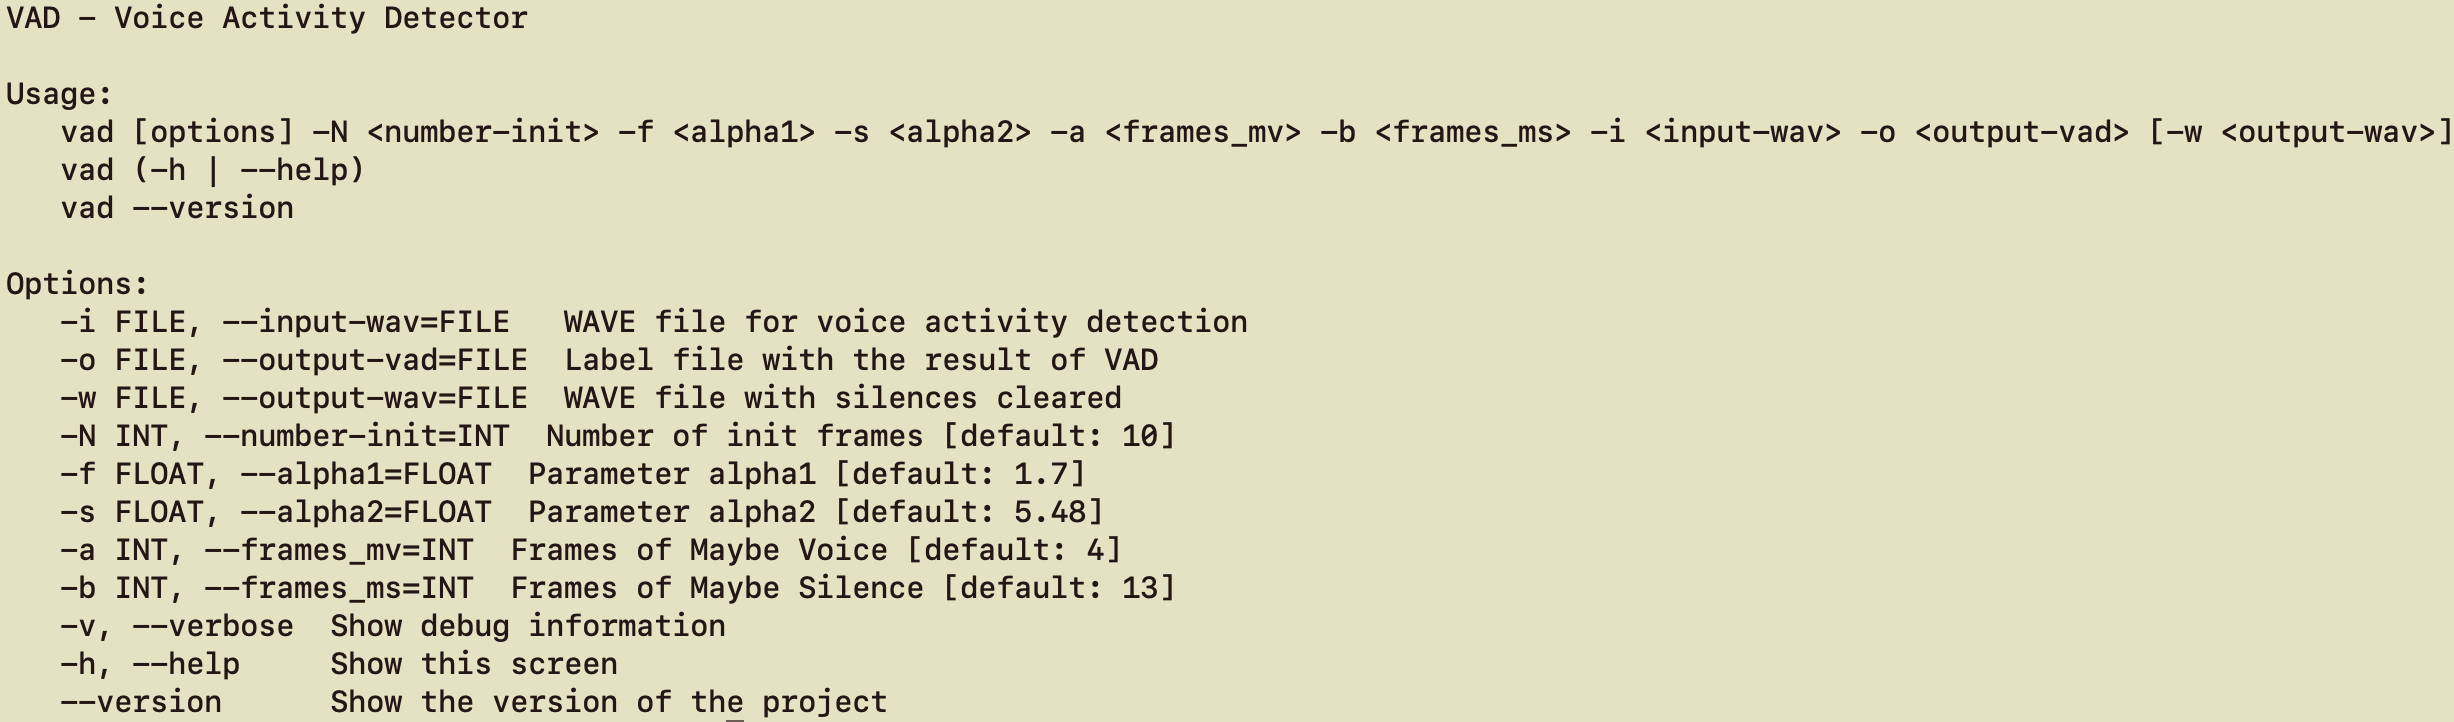 VAD - Voice Activity Detector
Usage:
vad [options] -N <number-init> -f <alpha1> -s <alpha2> -a <frames_mv> -b <frames_ms> -i <input-wav> -o <output-vad> [-w <output-wav>]
vad (-h | --help)
vad --version
Options:
-i FILE, --input-wav=FILE   WAVE file for voice activity detection
-o FILE, --output-vad=FILE  Label file with the result of VAD
-w FILE, --output-wav=FILE  WAVE file with silences cleared
-N INT, --number-init=INT  Number of init frames [default: 10]
-f FLOAT, --alpha1=FLOAT  Parameter alpha1 [default: 1.7]
-s FLOAT, --alpha2=FLOAT  Parameter alpha2 [default: 5.48]
-a INT, --frames_mv=INT  Frames of Maybe Voice [default: 4]
-b INT, --frames_ms=INT  Frames of Maybe Silence [default: 13]
-v, --verbose  Show debug information
-h, --help     Show this screen
--version      Show the version of the project